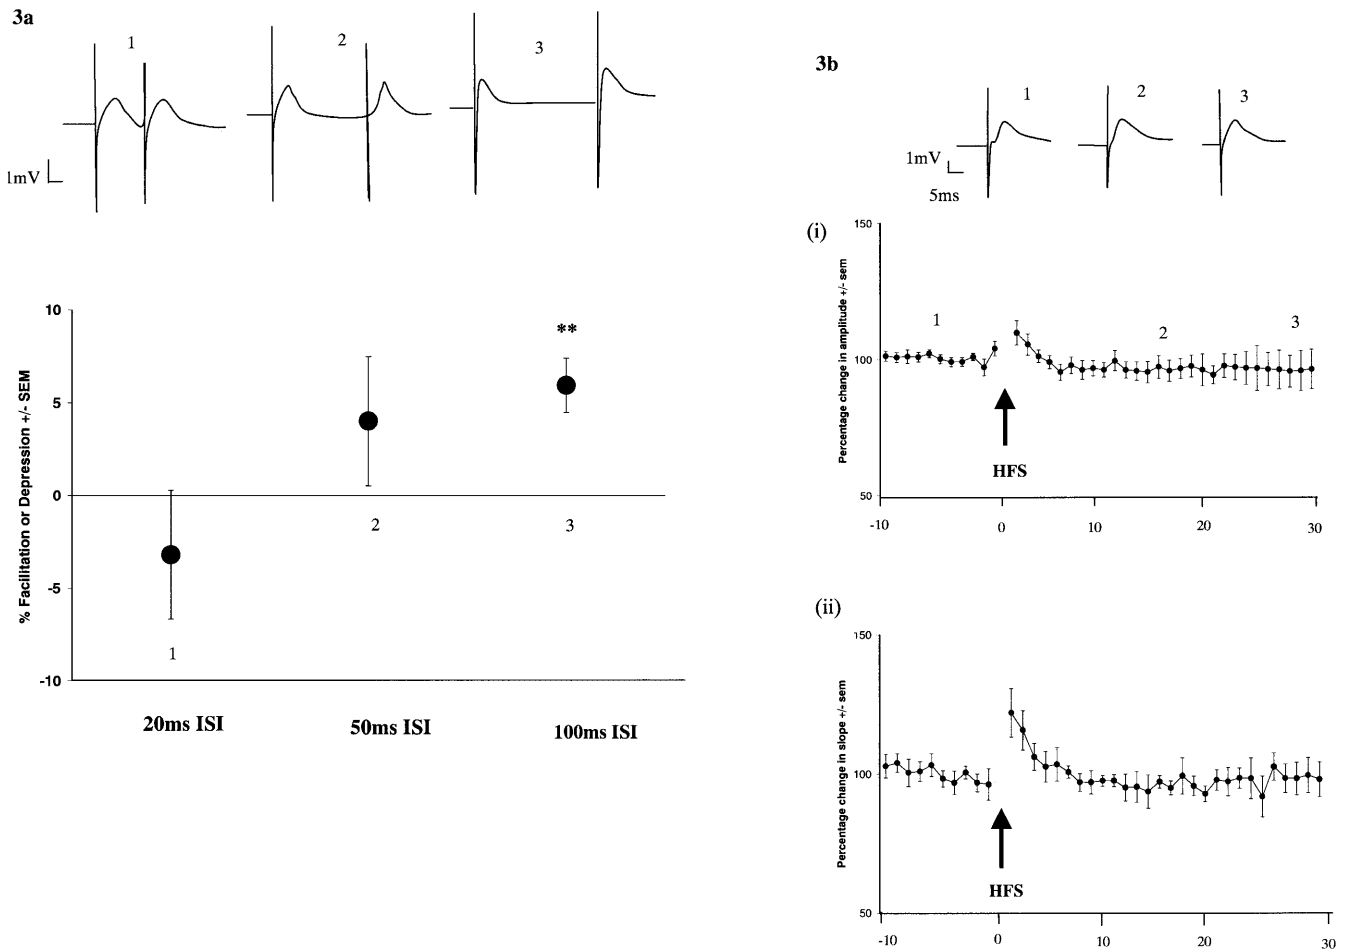 3a
1
2
3
1mV
10
5
0
-5
-10
% Facilitation or Depression +/- SEM
**
1
2
3
20ms ISI
50ms ISI
100ms ISI
3b
1
2
3
1mV
5ms
(i)
150
100
50
Percentage change in amplitude +/- sem
1
2
3
HFS
-10
0
10
20
30
(ii)
150
100
50
Percentage change in slope +/- sem
HFS
-10
0
10
20
30